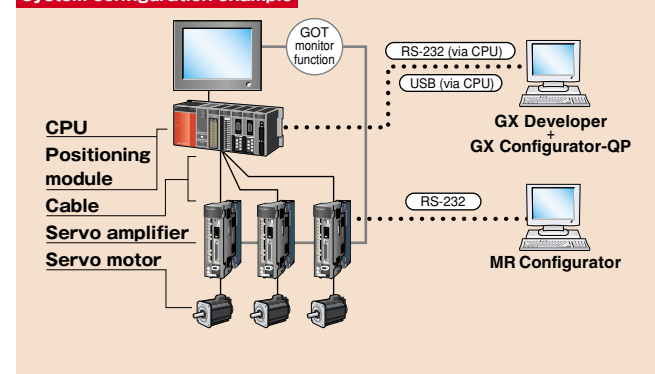 System configuration example
GOT
monitor
function
RS-232 (via CPU)
USB (via CPU)
GX Developer
+
GX Configurator-QP
CPU
Positioning
module
Cable
Servo amplifier
Servo motor
RS-232
MR Configurator